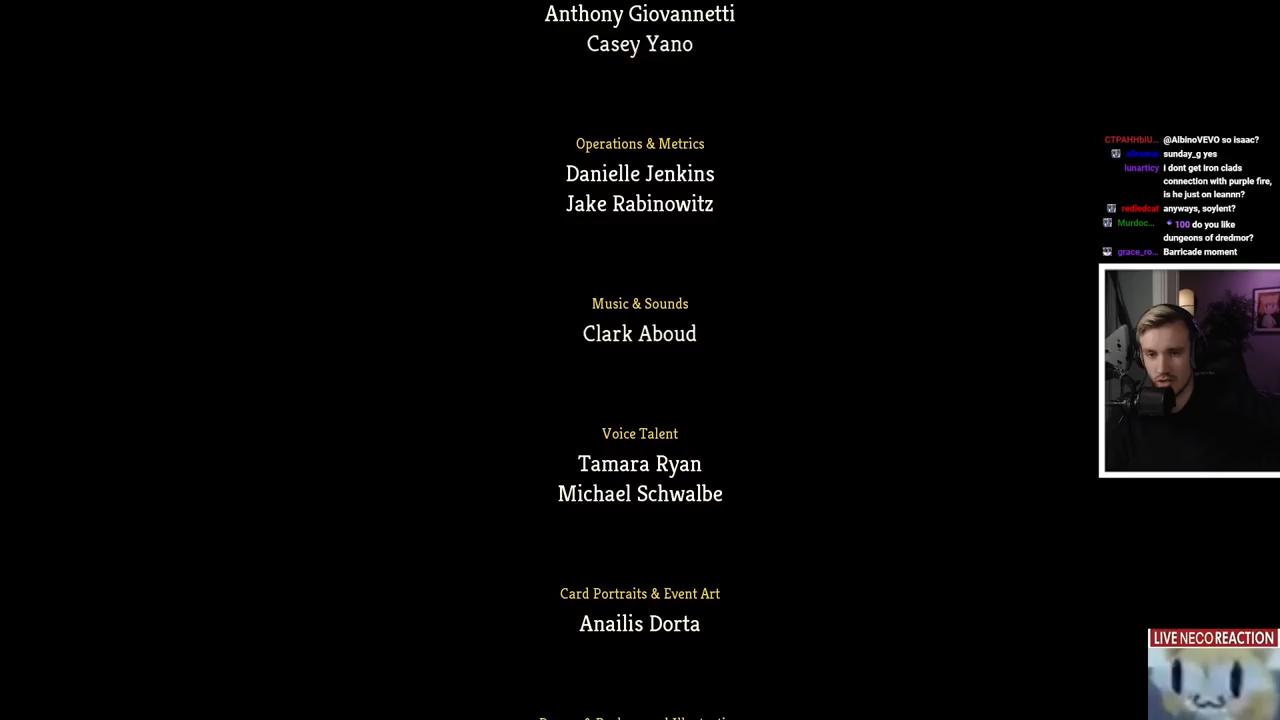 Anthony Giovannetti
Casey Yano
Operations & Metrics
Danielle Jenkins
Jake Rabinowitz
Music & Sounds
Clark Aboud
Voice Talent
Tamara Ryan
Michael Schwalbe
Card Portraits & Event Art
Anailis Dorta
@AlbinoVEVO so isaac?
sunday_g yes
lunarticy I dont get iron clads
connection with purple fire,
is he just on leannn?
redledcat anyways, soylent?
Murdoc... 100 do you like
dungeons of dredmor?
grace_ro... Barricade moment
LIVE NECO REACTION